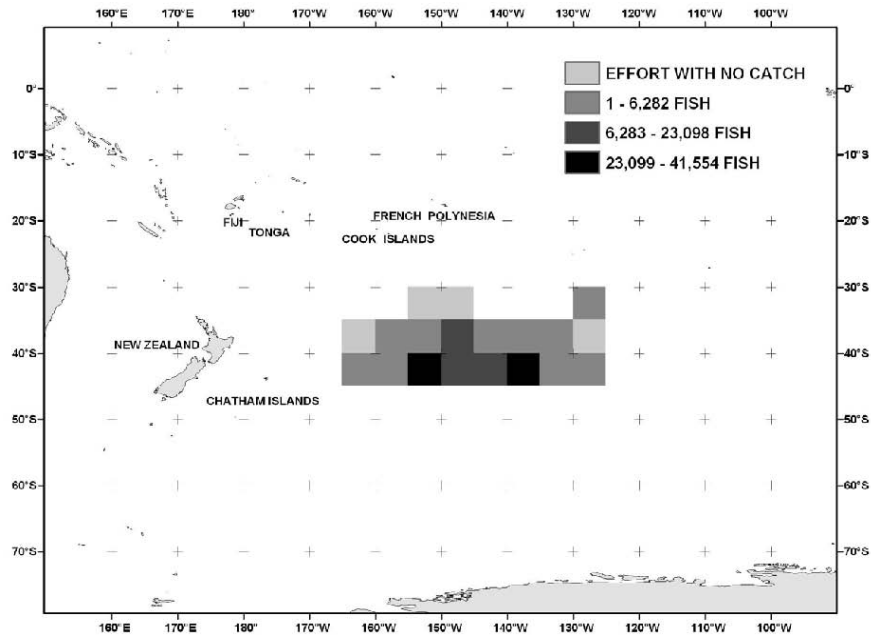 160°E 170°E 180° 170°W 160°W 150°W 140°W 130°W 120°W 110°W 100°W
EFFORT WITH NO CATCH
1 - 6,282 FISH
6,283 - 23,098 FISH
23,099 - 41,554 FISH
0° 0°
10°S 10°S
FRENCH POLYNESIA
20°S FIJI 20°S
TONGA
COOK ISLANDS
30°S 30°S
NEW ZEALAND
40°S 40°S
CHATHAM ISLANDS
50°S 50°S
60°S 60°S
70°S 70°S
160°E 170°E 180° 170°W 160°W 150°W 140°W 130°W 120°W 110°W 100°W